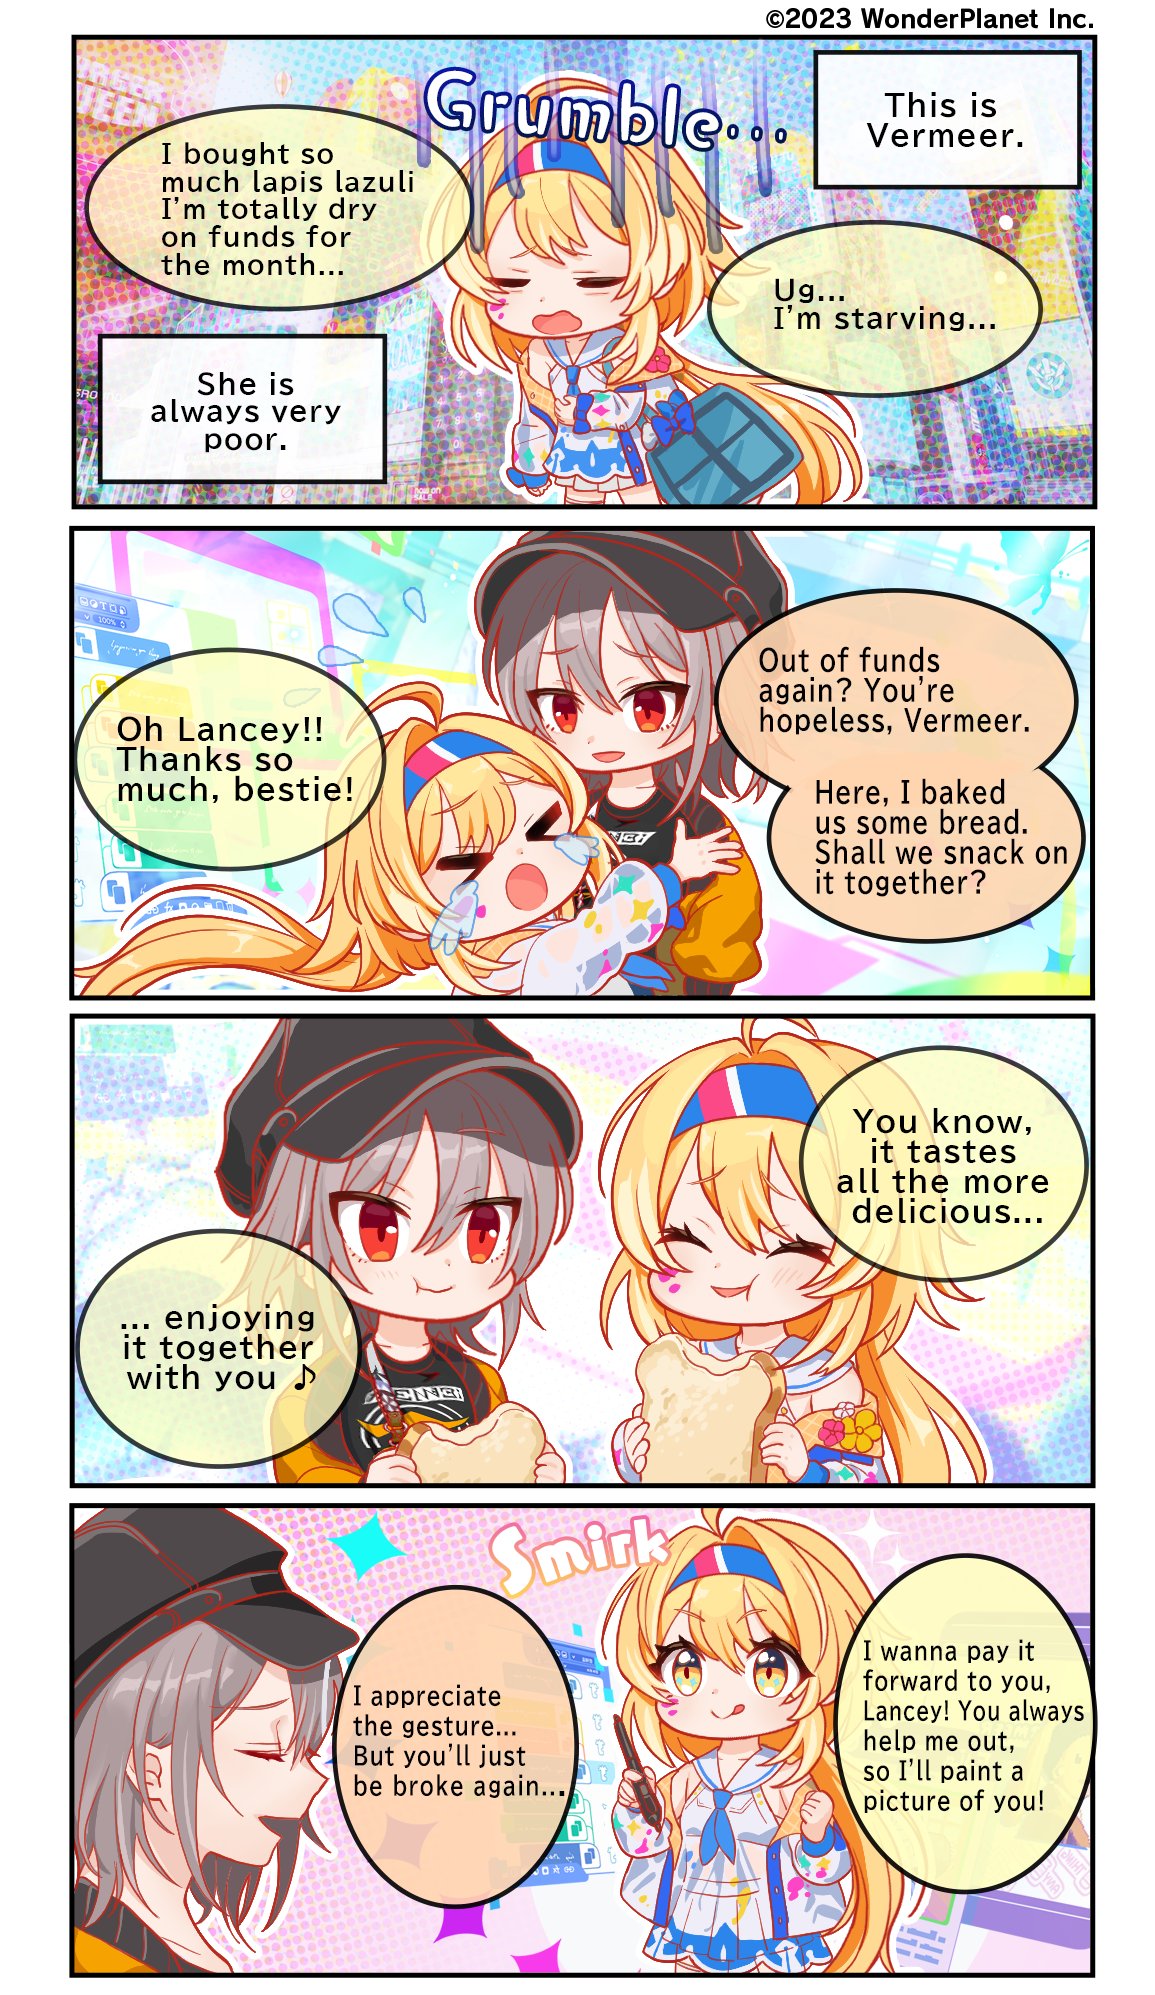 ©2023 WonderPlanet Inc.
Grumble...
This is
Vermeer.
I bought so
much lapis lazuli
I'm totally dry
on funds for
the month...
Ug...
I'm starving...
She is
always very
poor.
100%
Out of funds
again? You're
hopeless, Vermeer.
Here, I baked
us some bread.
Shall we snack on
it together?
Oh Lancey!!
Thanks so
much, bestie!
You know,
it tastes
all the more
delicious...
... enjoying
it together
with you ♪
Smirk
I wanna pay it
forward to you,
Lancey! You always
help me out,
so I'll paint a
picture of you!
I appreciate
the gesture...
But you'll just
be broke again...